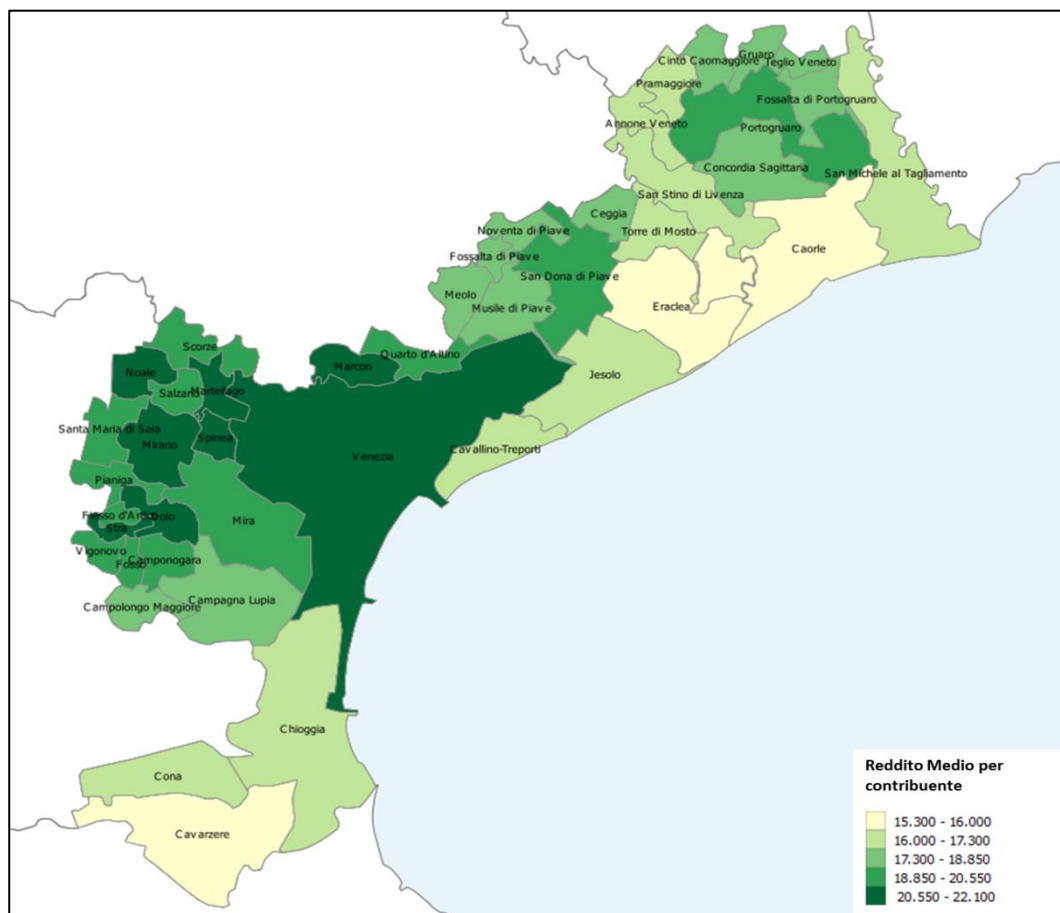 Gruaro
Cinto Caomaggiore
Teglio Veneto
Pramaggiore
Fossalta di Portogruaro
Annone Veneto
Portogruaro
Concordia Sagittaria
San Michele al Tagliamento
San Stino di Livenza
Ceggia
Torre di Mosto
Noventa di Piave
Caorle
Fossalta di Piave
San Dona di Piave
Meolo
Musile di Piave
Eraclea
Scorze
Quarto d'Altino
Marcon
Noale
Jesolo
Salzano
Martellago
Santa Maria di Sala
Spinea
Mirano
Cavallino-Treporti
Venezia
Pianiga
Fiesso d'Artico
Dolo
Mira
Stra
Vigonovo
Camponogara
Fosso
Campagna Lupia
Campolongo Maggiore
Chioggia
Cona
Cavarzere
Reddito Medio per
contribuente
15.300 - 16.000
16.000 - 17.300
17.300 - 18.850
18.850 - 20.550
20.550 - 22.100